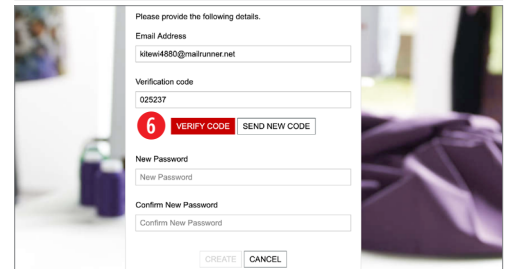 Please provide the following details.
Email Address
kitewi4880@mailrunner.net
Verification code
025237
6 VERIFY CODE SEND NEW CODE
New Password
New Password
Confirm New Password
Confirm New Password
CREATE CANCEL